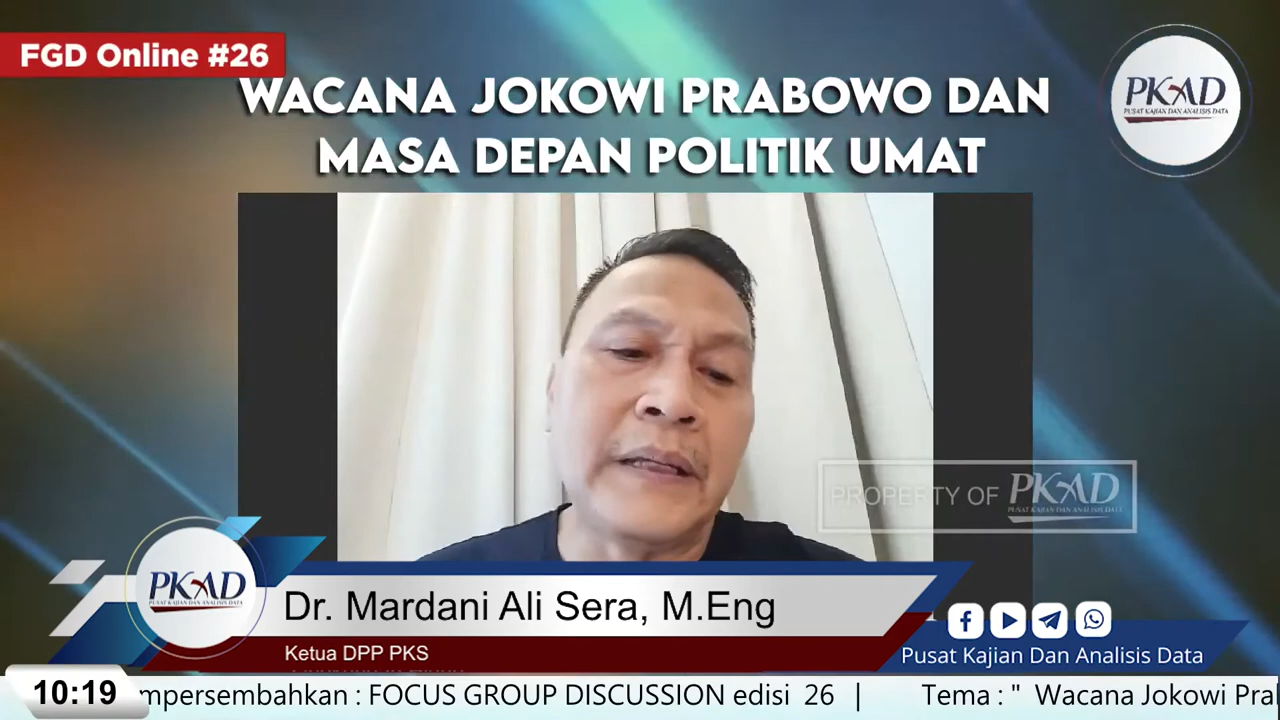 FGD Online #26
WACANA JOKOWI PRABOWO DAN
MASA DEPAN POLITIK UMAT
PKAD
PUSAT KAJIAN DAN ANALISIS DATA
PROPERTY OF PKAD
PUSAT KAJIAN DAN ANALISIS DATA
PKAD
PUSAT KAJIAN DAN ANALISIS DATA
Dr. Mardani Ali Sera, M.Eng
Ketua DPP PKS
Pusat Kajian Dan Analisis Data
10:19 mpersembahkan : FOCUS GROUP DISCUSSION edisi 26 | Tema : " Wacana Jokowi Pra